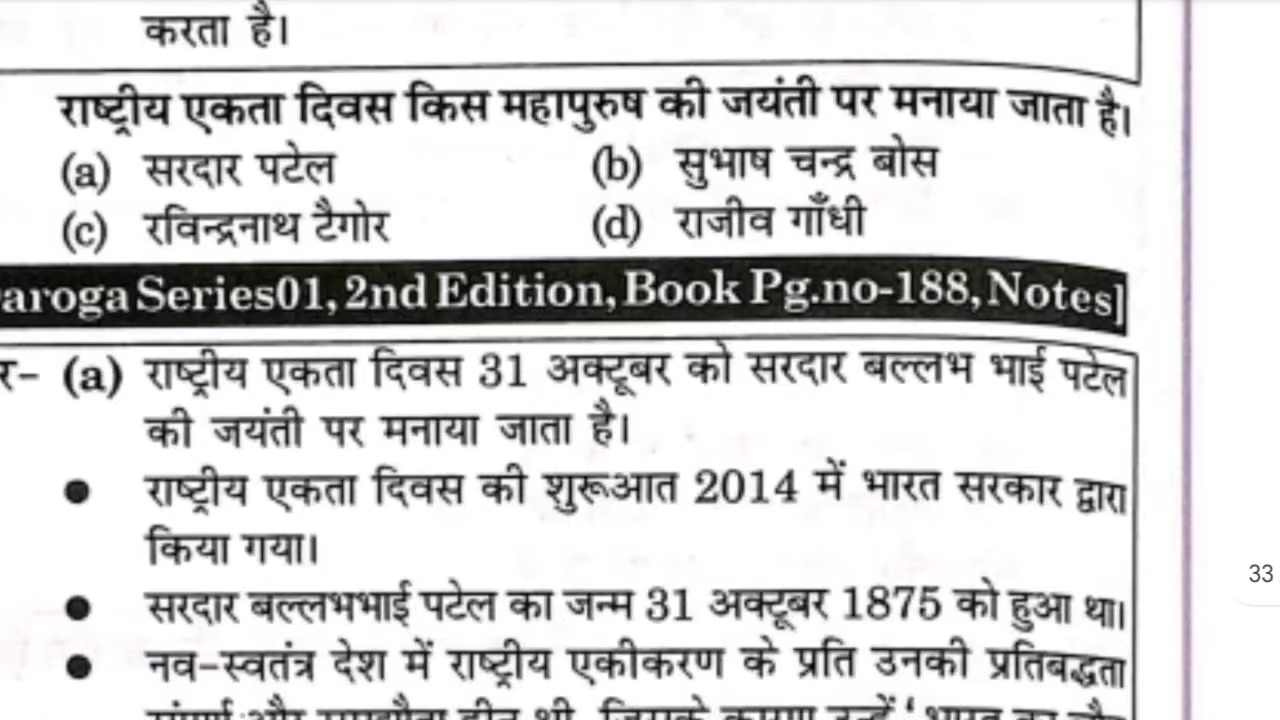 करता है।
राष्ट्रीय एकता दिवस किस महापुरुष की जयंती पर मनाया जाता है।
(a) सरदार पटेल (b) सुभाष चन्द्र बोस
(c) रविन्द्रनाथ टैगोर (d) राजीव गाँधी
aroga Series01, 2nd Edition, Book Pg.no-188, Notes]
र– (a) राष्ट्रीय एकता दिवस 31 अक्टूबर को सरदार बल्लभ भाई पटेल
की जयंती पर मनाया जाता है।
● राष्ट्रीय एकता दिवस की शुरूआत 2014 में भारत सरकार द्वारा
किया गया।
● सरदार बल्लभभाई पटेल का जन्म 31 अक्टूबर 1875 को हुआ था।
33
● नव–स्वतंत्र देश में राष्ट्रीय एकीकरण के प्रति उनकी प्रतिबद्धता